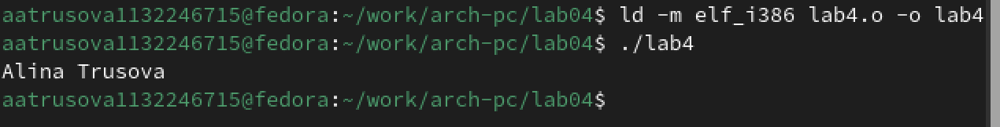 aatrusova1132246715@fedora:~/work/arch-pc/lab04$ ld -m elf_i386 lab4.o -o lab4
aatrusova1132246715@fedora:~/work/arch-pc/lab04$ ./lab4
Alina Trusova
aatrusova1132246715@fedora:~/work/arch-pc/lab04$